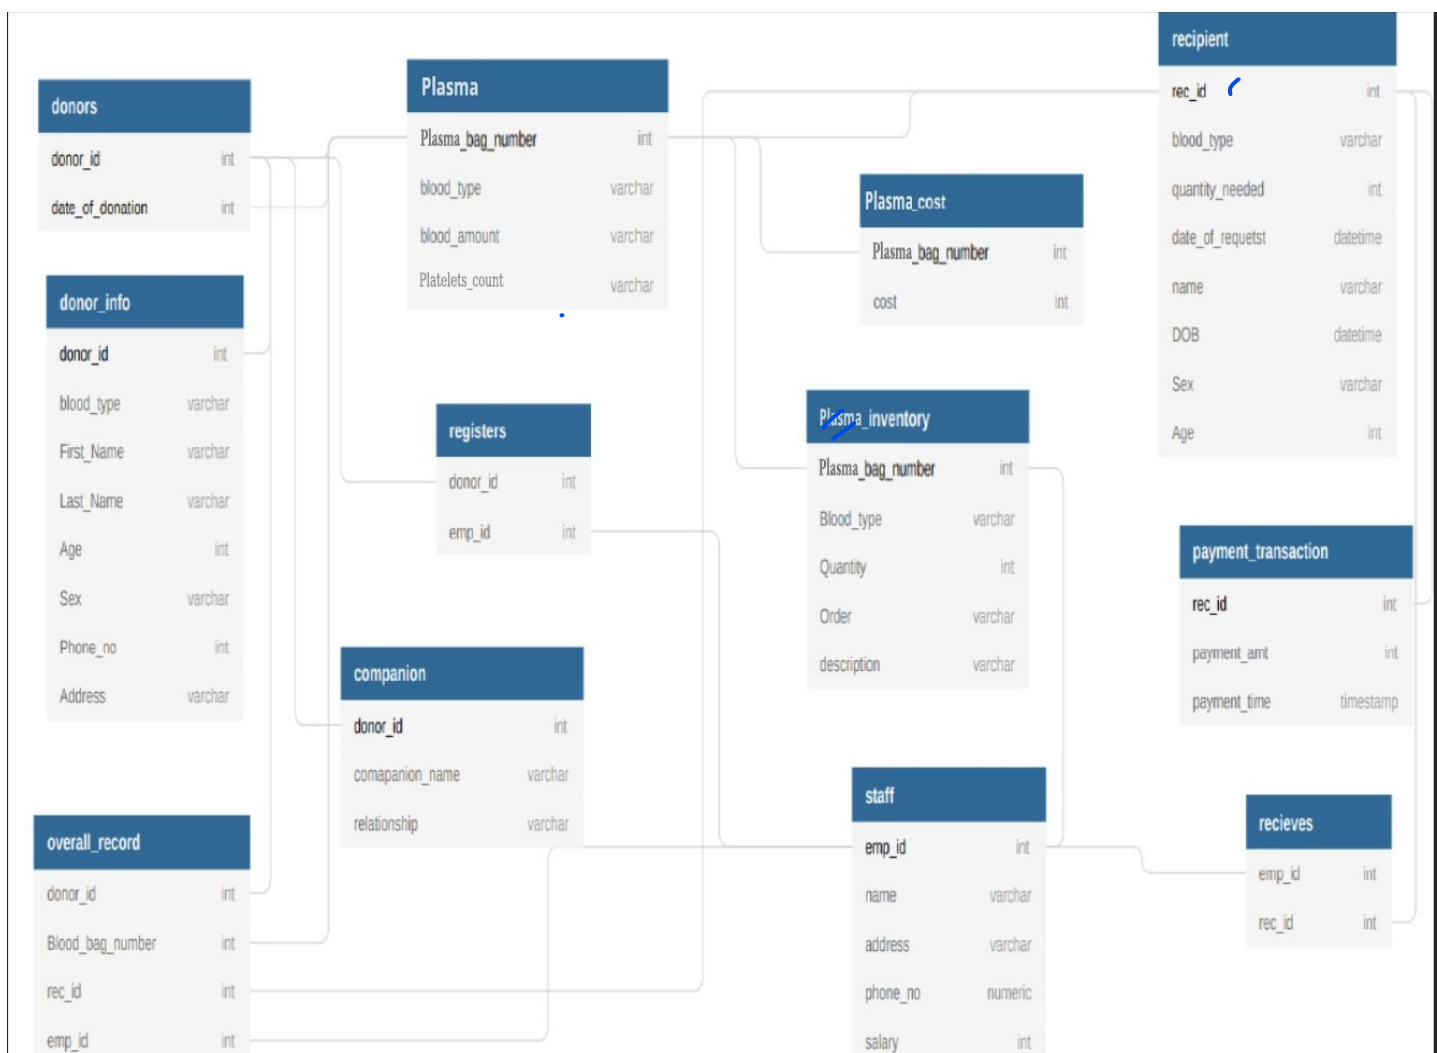 donors
donor_id int
date_of_donation int
donor_info
donor_id int
blood_type varchar
First_Name varchar
Last_Name varchar
Age int
Sex varchar
Phone_no int
Address varchar
overall_record
donor_id int
Blood_bag_number int
rec_id int
emp_id int
Plasma
Plasma_bag_number int
blood_type varchar
blood_amount varchar
Platelets_count varchar
registers
donor_id int
emp_id int
companion
donor_id int
comapanion_name varchar
relationship varchar
Plasma_cost
Plasma_bag_number int
cost int
Plasma_inventory
Plasma_bag_number int
Blood_type varchar
Quantity int
Order varchar
description varchar
staff
emp_id int
name varchar
address varchar
phone_no numeric
salary int
recipient
rec_id int
blood_type varchar
quantity_needed int
date_of_requetst datetime
name varchar
DOB datetime
Sex varchar
Age int
payment_transaction
rec_id int
payment_amt int
payment_time timestamp
recieves
emp_id int
rec_id int